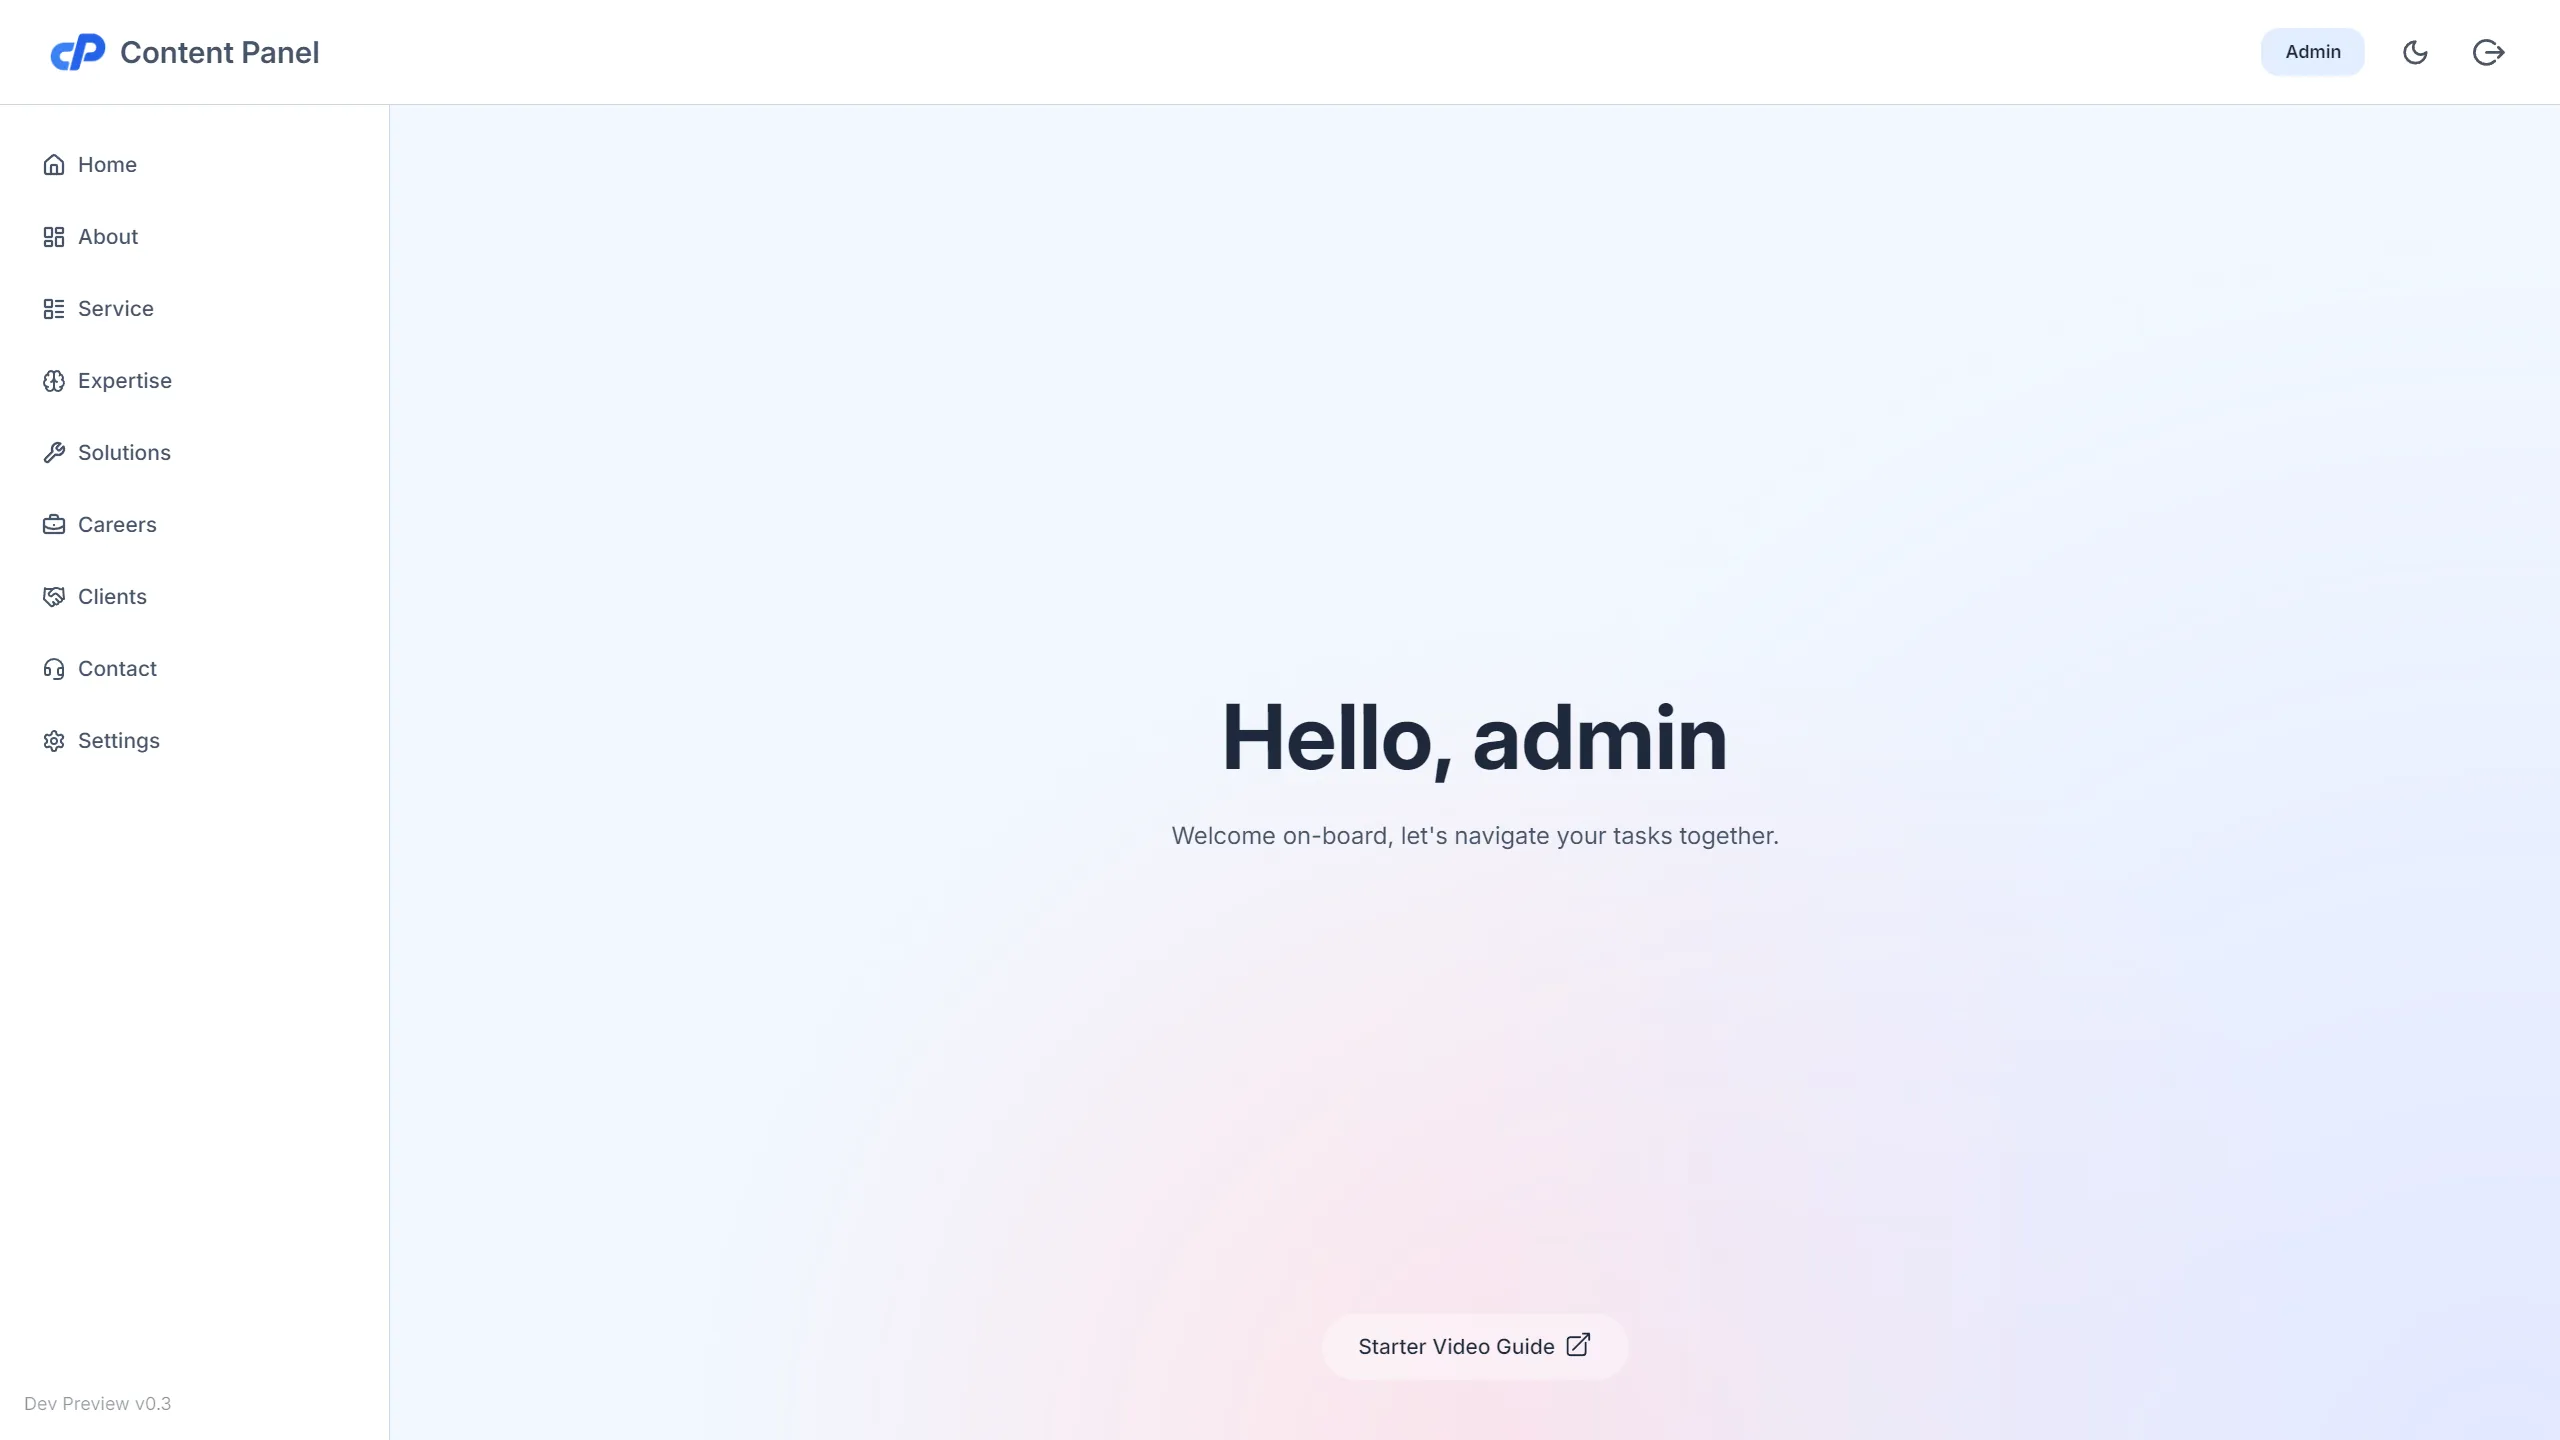 cP Content Panel
Admin
Home
About
Service
Expertise
Solutions
Careers
Clients
Contact
Settings
Hello, admin
Welcome on-board, let's navigate your tasks together.
Starter Video Guide
Dev Preview v0.3